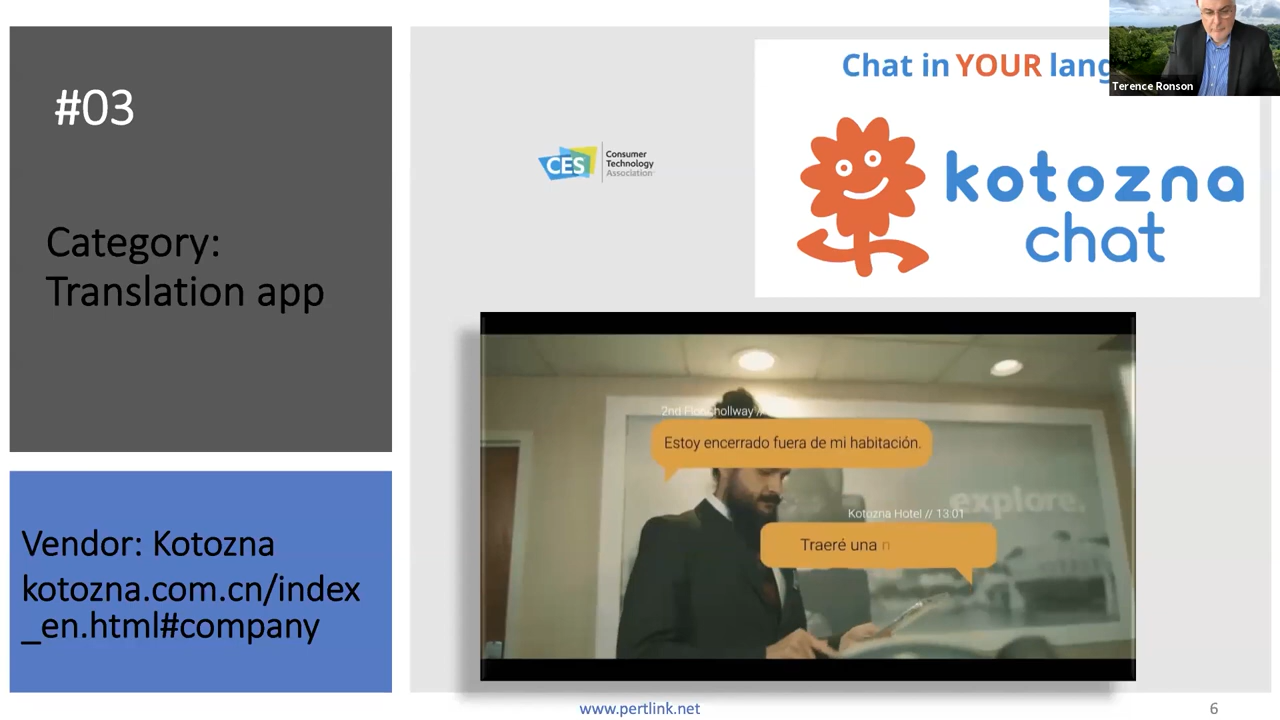 #03
Category:
Translation app
Vendor: Kotozna
kotozna.com.cn/index
_en.html#company
CES
Consumer
Technology
Association
Chat in YOUR lang
kotozna
chat
Terence Ronson
2nd //
Estoy encerrado fuera de mi habitación.
explore.
Kotozna Hotel // 13:01
Traeré una n
www.pertlink.net
6